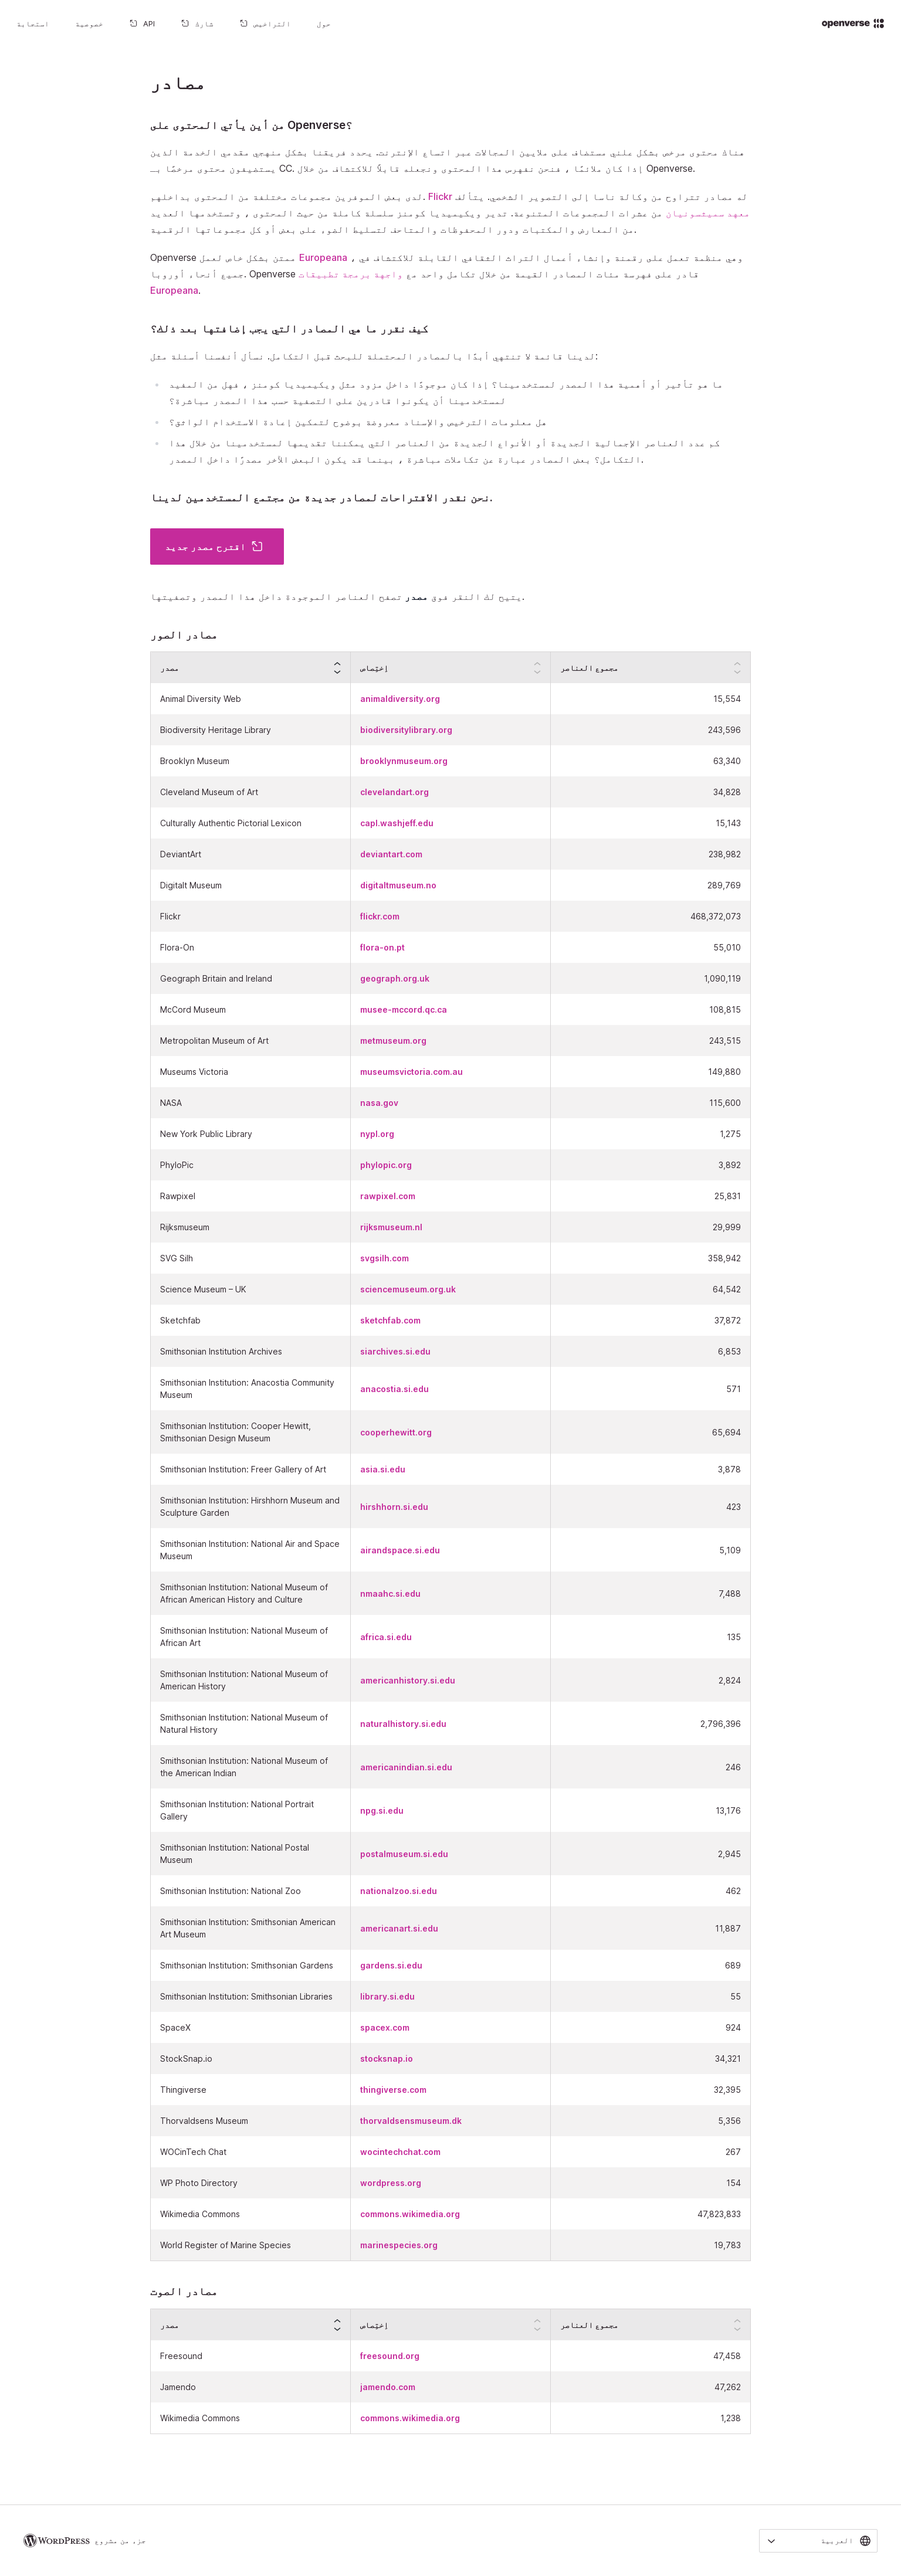 openverse
حول
التراخيص
شارك
API
خصوصية
استجابة
مصادر
من أين يأتي المحتوى على Openverse؟
هناك محتوى مرخص بشكل علني مستضاف على ملايين المجالات عبر اتساع الإنترنت. يحدد فريقنا بشكل منهجي مقدمي الخدمة الذين
يستضيفون محتوى مرخصًا بـ CC. إذا كان ملائمًا ، فنحن نفهرس هذا المحتوى ونجعله قابلاً للاكتشاف من خلال Openverse.
لدى بعض الموفرين مجموعات مختلفة من المحتوى بداخلهم. Flickr له مصادر تتراوح من وكالة ناسا إلى التصوير الشخصي. يتألف
معهد سميثسونيان من عشرات المجموعات المتنوعة. تدير ويكيميديا كومنز سلسلة كاملة من حيث المحتوى ، وتستخدمها العديد
من المعارض والمكتبات ودور المحفوظات والمتاحف لتسليط الضوء على بعض أو كل مجموعاتها الرقمية.
Openverse ممتن بشكل خاص لعمل Europeana ، وهي منظمة تعمل على رقمنة وإنشاء أعمال التراث الثقافي القابلة للاكتشاف في
جميع أنحاء أوروبا. Openverse قادر على فهرسة مئات المصادر القيمة من خلال تكامل واحد مع واجهة برمجة تطبيقات
Europeana.
كيف نقرر ما هي المصادر التي يجب إضافتها بعد ذلك؟
لدينا قائمة لا تنتهي أبدًا بالمصادر المحتملة للبحث قبل التكامل. نسأل أنفسنا أسئلة مثل:
ما هو تأثير أو أهمية هذا المصدر لمستخدمينا؟ إذا كان موجودًا داخل مزود مثل ويكيميديا كومنز ، فهل من المفيد
لمستخدمينا أن يكونوا قادرين على التصفية حسب هذا المصدر مباشرة؟
هل معلومات الترخيص والإسناد معروضة بوضوح لتمكين إعادة الاستخدام الواثق؟
كم عدد العناصر الإجمالية الجديدة أو الأنواع الجديدة من العناصر التي يمكننا تقديمها لمستخدمينا من خلال هذا
التكامل؟ بعض المصادر عبارة عن تكاملات مباشرة ، بينما قد يكون البعض الآخر مصدرًا داخل المصدر.
نحن نقدر الاقتراحات لمصادر جديدة من مجتمع المستخدمين لدينا.
اقترح مصدر جديد
يتيح لك النقر فوق مصدر تصفح العناصر الموجودة داخل هذا المصدر وتصفيتها.
مصادر الصور
مصدر إختِصاص مجموع العناصر
Animal Diversity Web animaldiversity.org 15,554
Biodiversity Heritage Library biodiversitylibrary.org 243,596
Brooklyn Museum brooklynmuseum.org 63,340
Cleveland Museum of Art clevelandart.org 34,828
Culturally Authentic Pictorial Lexicon capl.washjeff.edu 15,143
DeviantArt deviantart.com 238,982
Digitalt Museum digitaltmuseum.no 289,769
Flickr flickr.com 468,372,073
Flora-On flora-on.pt 55,010
Geograph Britain and Ireland geograph.org.uk 1,090,119
McCord Museum musee-mccord.qc.ca 108,815
Metropolitan Museum of Art metmuseum.org 243,515
Museums Victoria museumsvictoria.com.au 149,880
NASA nasa.gov 115,600
New York Public Library nypl.org 1,275
PhyloPic phylopic.org 3,892
Rawpixel rawpixel.com 25,831
Rijksmuseum rijksmuseum.nl 29,999
SVG Silh svgsilh.com 358,942
Science Museum – UK sciencemuseum.org.uk 64,542
Sketchfab sketchfab.com 37,872
Smithsonian Institution Archives siarchives.si.edu 6,853
Smithsonian Institution: Anacostia Community
Museum anacostia.si.edu 571
Smithsonian Institution: Cooper Hewitt,
Smithsonian Design Museum cooperhewitt.org 65,694
Smithsonian Institution: Freer Gallery of Art asia.si.edu 3,878
Smithsonian Institution: Hirshhorn Museum and
Sculpture Garden hirshhorn.si.edu 423
Smithsonian Institution: National Air and Space
Museum airandspace.si.edu 5,109
Smithsonian Institution: National Museum of
African American History and Culture nmaahc.si.edu 7,488
Smithsonian Institution: National Museum of
African Art africa.si.edu 135
Smithsonian Institution: National Museum of
American History americanhistory.si.edu 2,824
Smithsonian Institution: National Museum of
Natural History naturalhistory.si.edu 2,796,396
Smithsonian Institution: National Museum of
the American Indian americanindian.si.edu 246
Smithsonian Institution: National Portrait
Gallery npg.si.edu 13,176
Smithsonian Institution: National Postal
Museum postalmuseum.si.edu 2,945
Smithsonian Institution: National Zoo nationalzoo.si.edu 462
Smithsonian Institution: Smithsonian American
Art Museum americanart.si.edu 11,887
Smithsonian Institution: Smithsonian Gardens gardens.si.edu 689
Smithsonian Institution: Smithsonian Libraries library.si.edu 55
SpaceX spacex.com 924
StockSnap.io stocksnap.io 34,321
Thingiverse thingiverse.com 32,395
Thorvaldsens Museum thorvaldsensmuseum.dk 5,356
WOCinTech Chat wocintechchat.com 267
WP Photo Directory wordpress.org 154
Wikimedia Commons commons.wikimedia.org 47,823,833
World Register of Marine Species marinespecies.org 19,783
مصادر الصوت
مصدر إختِصاص مجموع العناصر
Freesound freesound.org 47,458
Jamendo jamendo.com 47,262
Wikimedia Commons commons.wikimedia.org 1,238
العربية
جزء من مشروع WORDPRESS